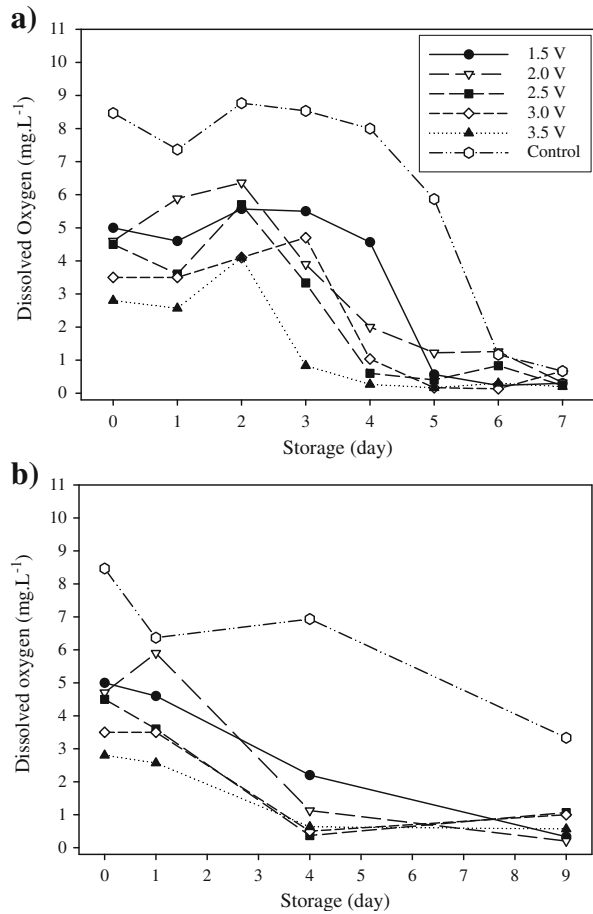 a)
11
10
9
8
7
6
5
4
3
2
1
0
Dissolved Oxygen (mg.L⁻¹)
1.5 V
2.0 V
2.5 V
3.0 V
3.5 V
Control
0 1 2 3 4 5 6 7
Storage (day)
b)
11
10
9
8
7
6
5
4
3
2
1
0
Dissolved oxygen (mg.L⁻¹)
0 1 2 3 4 5 6 7 8 9
Storage (day)